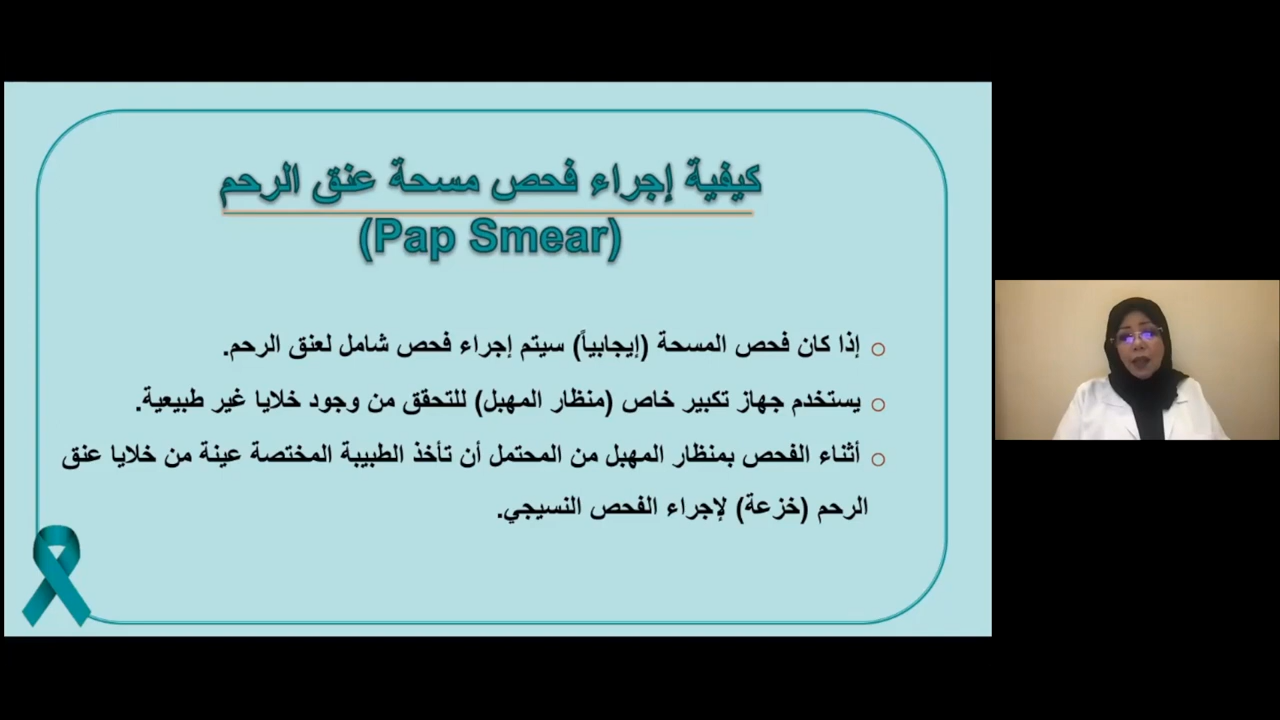 كيفية إجراء فحص مسحة عنق الرحم
(Pap Smear)
إذا كان فحص المسحة (إيجابياً) سيتم إجراء فحص شامل لعنق الرحم.
يستخدم جهاز تكبير خاص (منظار المهبل) للتحقق من وجود خلايا غير طبيعية.
أثناء الفحص بمنظار المهبل من المحتمل أن تأخذ الطبيبة المختصة عينة من خلايا عنق
الرحم (خزعة) لإجراء الفحص النسيجي.